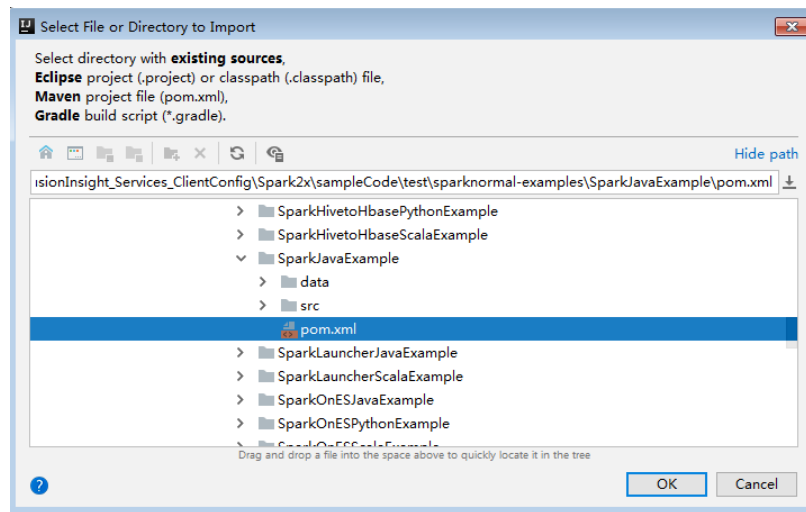 Select File or Directory to Import
Select directory with existing sources,
Eclipse project (.project) or classpath (.classpath) file,
Maven project file (pom.xml),
Gradle build script (*.gradle).
Hide path
ısionInsight_Services_ClientConfig\Spark2x\sampleCode\test\sparknormal-examples\SparkJavaExample\pom.xml
SparkHivetoHbasePythonExample
SparkHivetoHbaseScalaExample
SparkJavaExample
data
src
pom.xml
SparkLauncherJavaExample
SparkLauncherScalaExample
SparkOnESJavaExample
SparkOnESPythonExample
SparkOnESScalaExample
Drag and drop a file into the space above to quickly locate it in the tree
?
OK
Cancel